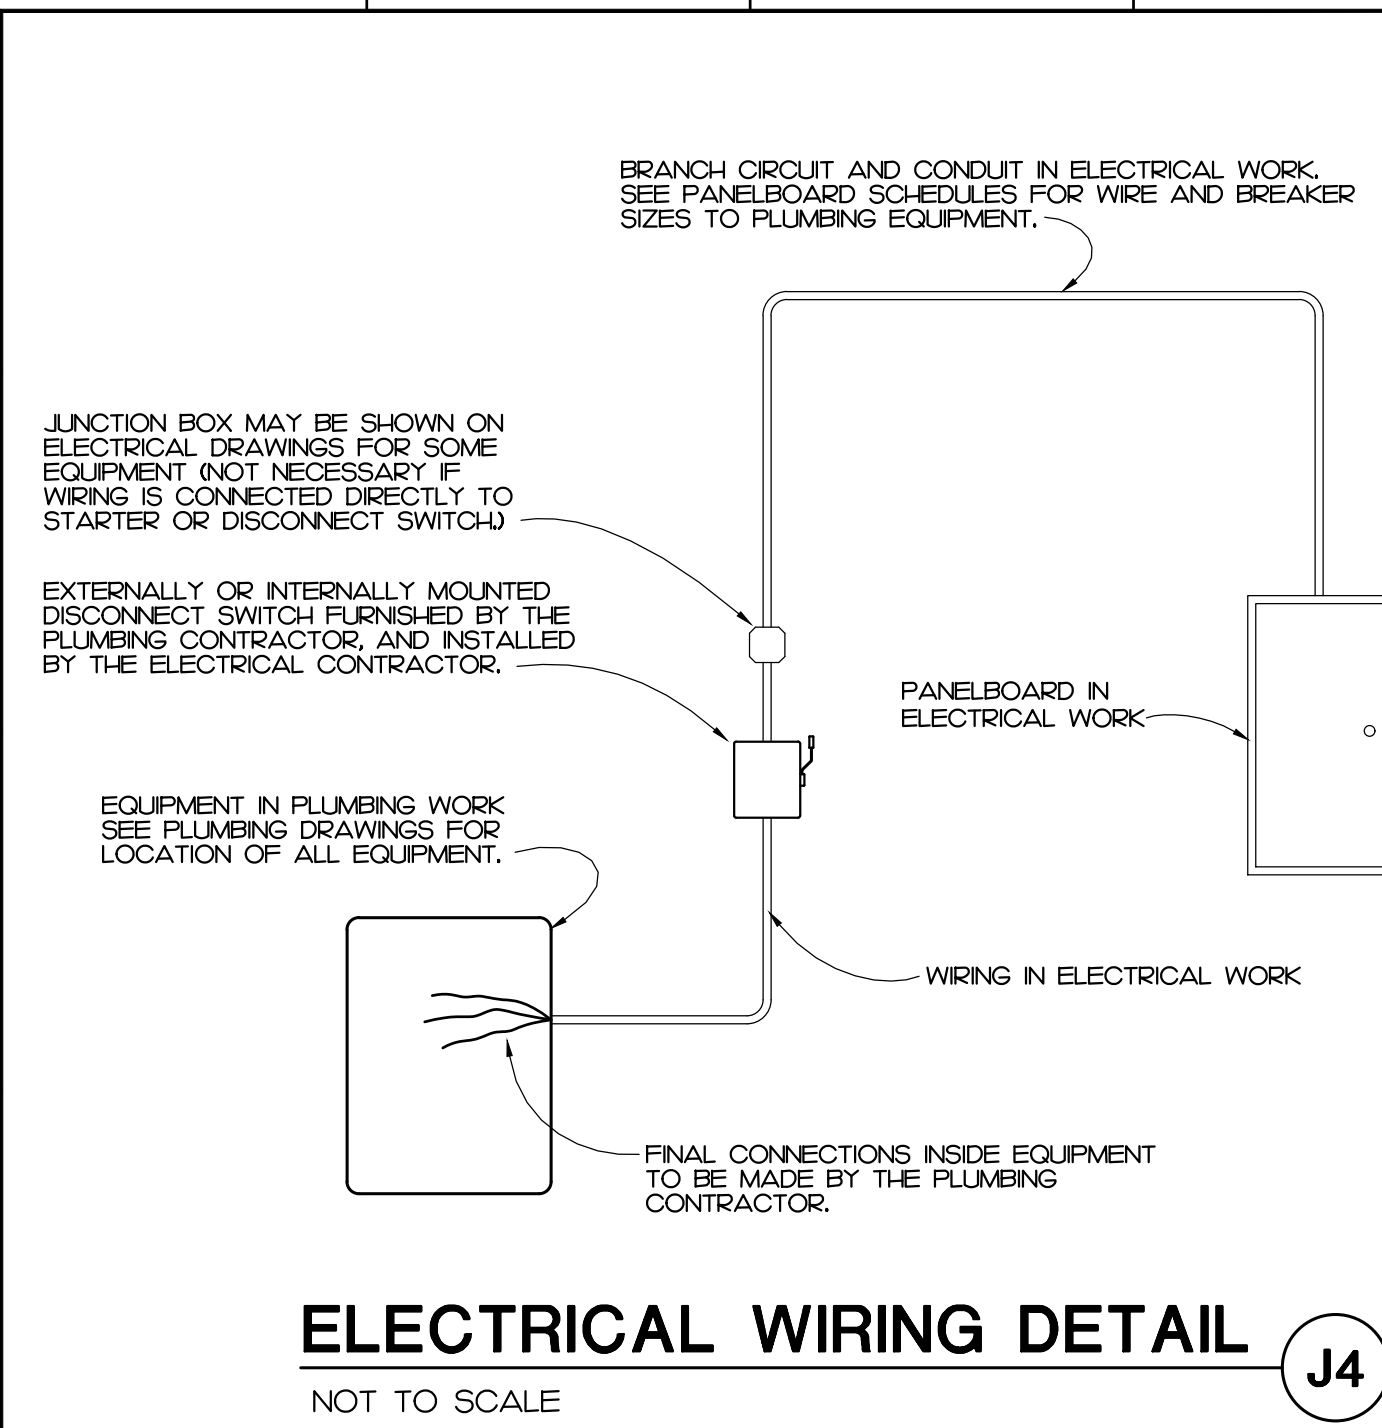 BRANCH CIRCUIT AND CONDUIT IN ELECTRICAL WORK.
SEE PANELBOARD SCHEDULES FOR WIRE AND BREAKER
SIZES TO PLUMBING EQUIPMENT.
JUNCTION BOX MAY BE SHOWN ON
ELECTRICAL DRAWINGS FOR SOME
EQUIPMENT (NOT NECESSARY IF
WIRING IS CONNECTED DIRECTLY TO
STARTER OR DISCONNECT SWITCH.)
EXTERNALLY OR INTERNALLY MOUNTED
DISCONNECT SWITCH FURNISHED BY THE
PLUMBING CONTRACTOR, AND INSTALLED
BY THE ELECTRICAL CONTRACTOR.
PANELBOARD IN
ELECTRICAL WORK
EQUIPMENT IN PLUMBING WORK
SEE PLUMBING DRAWINGS FOR
LOCATION OF ALL EQUIPMENT.
WIRING IN ELECTRICAL WORK
FINAL CONNECTIONS INSIDE EQUIPMENT
TO BE MADE BY THE PLUMBING
CONTRACTOR.
ELECTRICAL WIRING DETAIL
J4
NOT TO SCALE